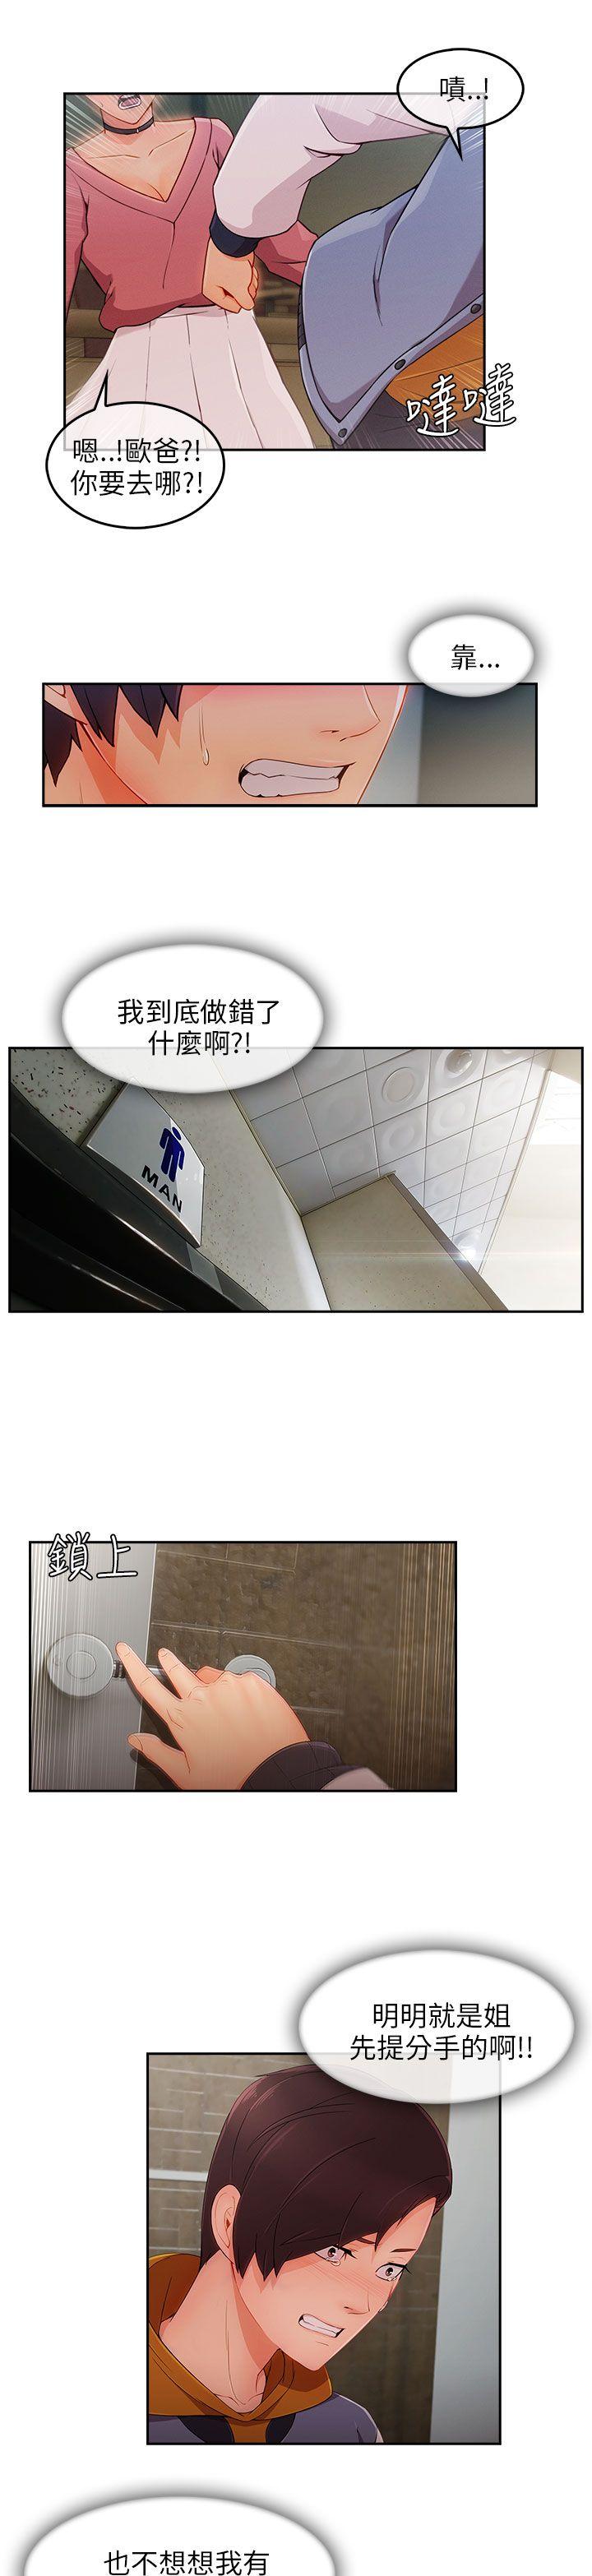 嘖..!
噠噠
嗯..!歐爸?!
你要去哪?!
靠...
我到底做錯了
什麼啊?!
MAN
鎖上
明明就是姐
先提分手的啊!!
也不想想我有